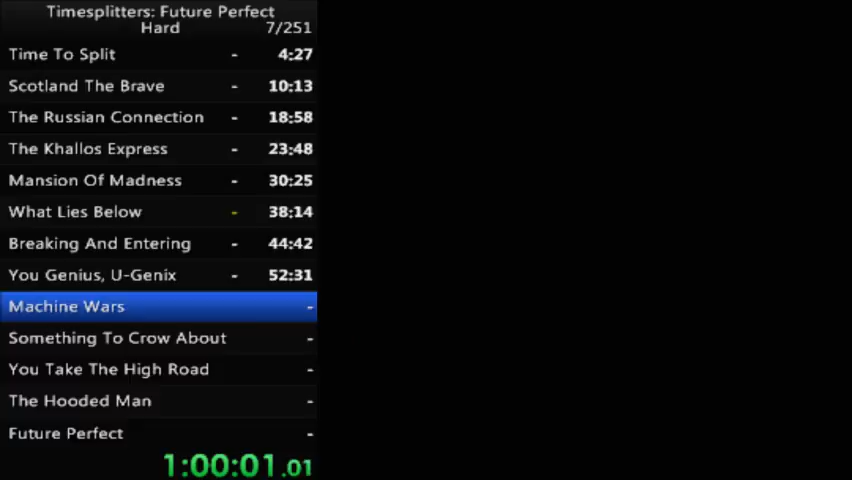 Timesplitters: Future Perfect
Hard 7/251
Time To Split - 4:27
Scotland The Brave - 10:13
The Russian Connection - 18:58
The Khallos Express - 23:48
Mansion Of Madness - 30:25
What Lies Below - 38:14
Breaking And Entering - 44:42
You Genius, U-Genix - 52:31
Machine Wars -
Something To Crow About -
You Take The High Road -
The Hooded Man -
Future Perfect -
1:00:01.01